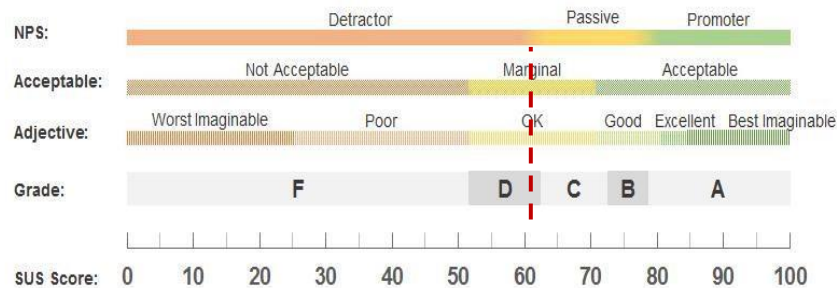 NPS: Detractor Passive Promoter
Acceptable: Not Acceptable Marginal Acceptable
Adjective: Worst Imaginable Poor OK Good Excellent Best Imaginable
Grade: F D C B A
SUS Score: 0 10 20 30 40 50 60 70 80 90 100